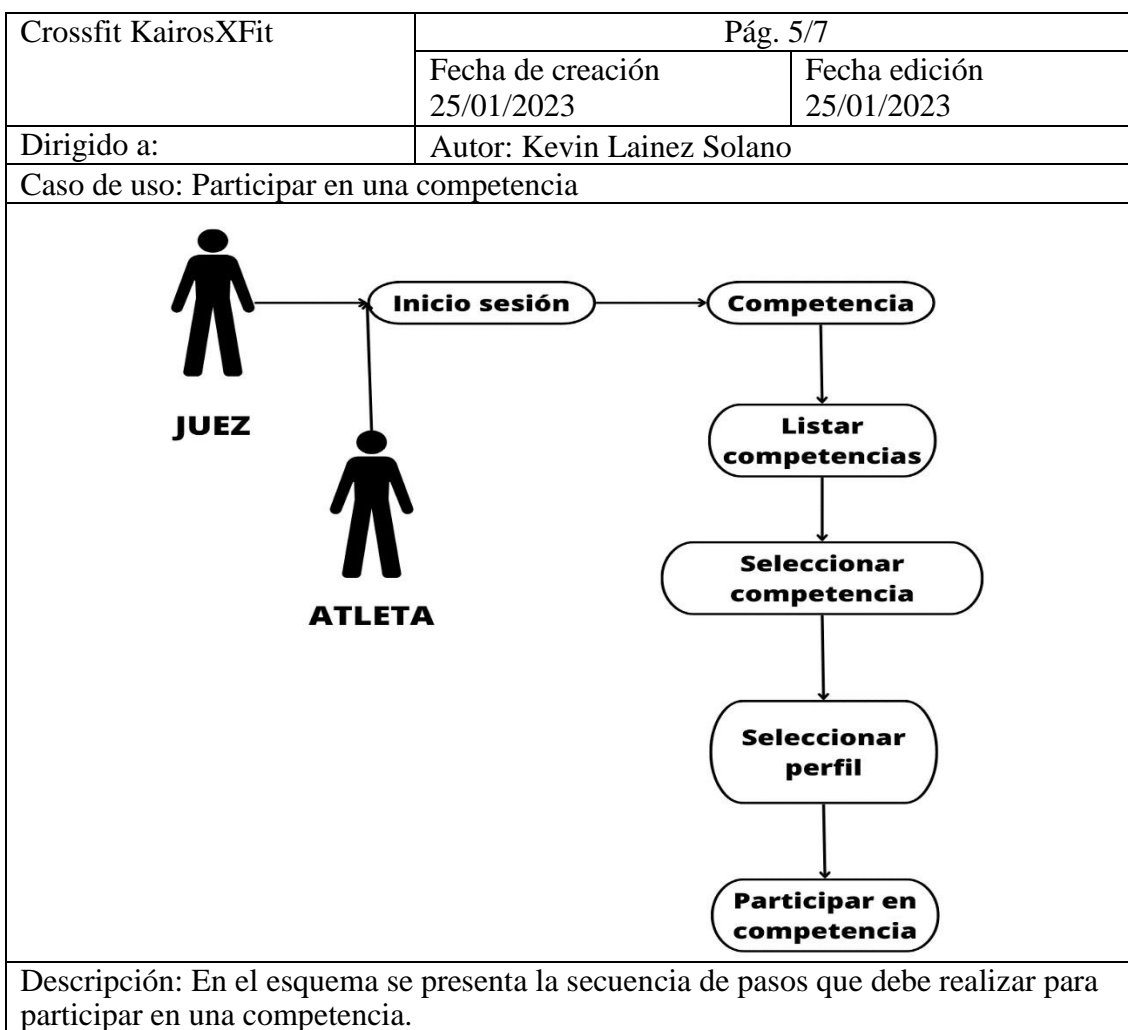 Crossfit KairosXFit
Pág. 5/7
Fecha de creación
25/01/2023
Fecha edición
25/01/2023
Dirigido a:
Autor: Kevin Lainez Solano
Caso de uso: Participar en una competencia
Inicio sesión
Competencia
JUEZ
Listar
competencias
ATLETA
Seleccionar
competencia
Seleccionar
perfil
Participar en
competencia
Descripción: En el esquema se presenta la secuencia de pasos que debe realizar para
participar en una competencia.